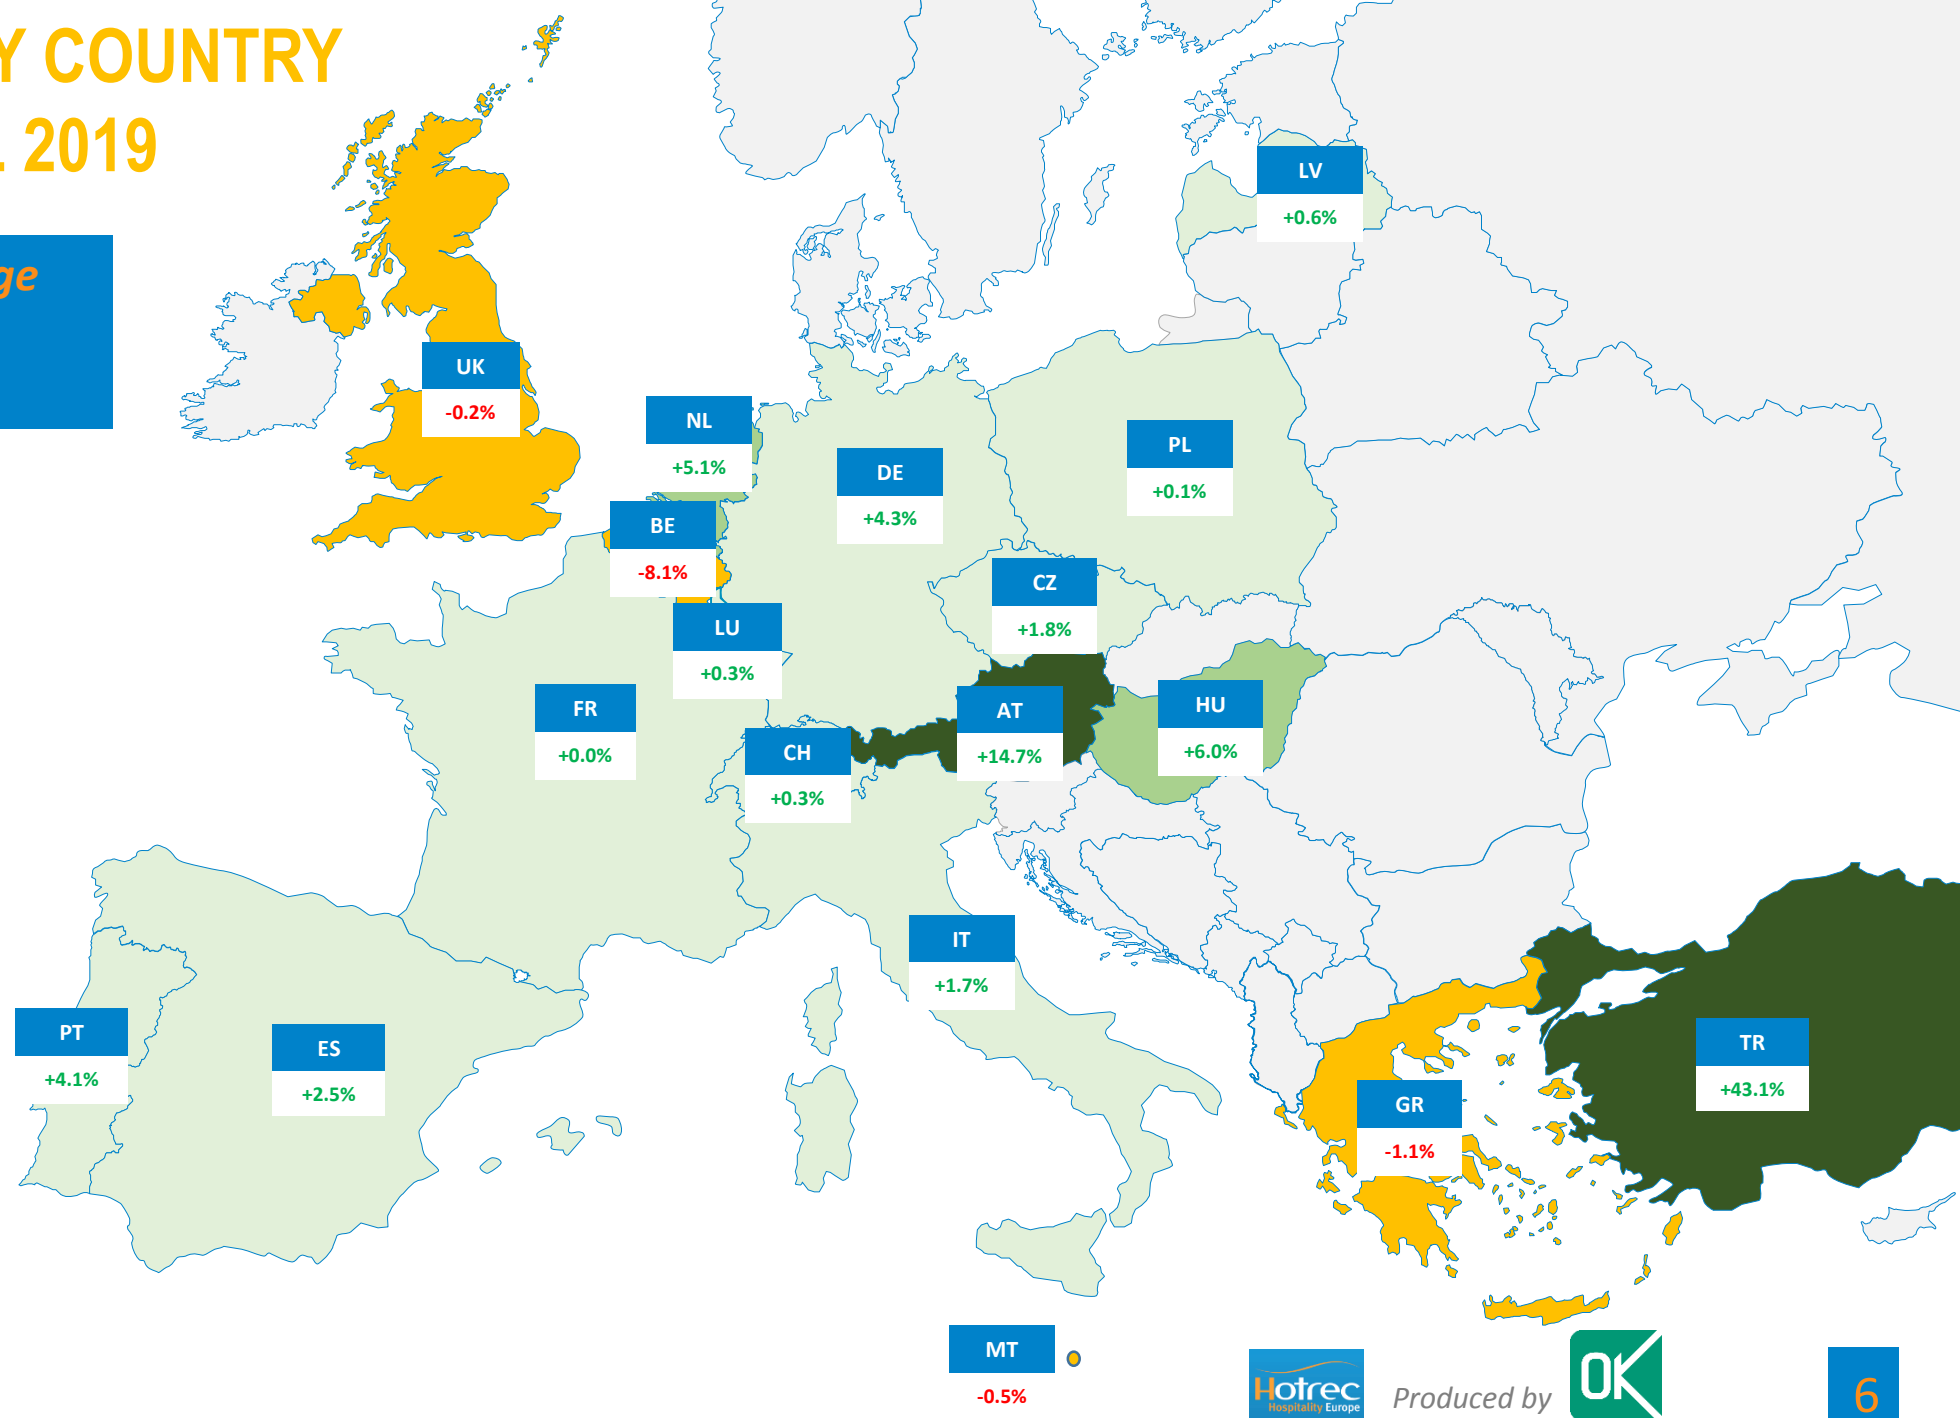 Y COUNTRY
2019
ge
LV
+0.6%
UK
-0.2%
NL
+5.1%
DE
+4.3%
PL
+0.1%
BE
-8.1%
CZ
+1.8%
LU
+0.3%
FR
+0.0%
CH
+0.3%
AT
+14.7%
HU
+6.0%
IT
+1.7%
PT
+4.1%
ES
+2.5%
TR
+43.1%
GR
-1.1%
MT
-0.5%
Hotrec
Hospitality Europe
Produced by
OK
6